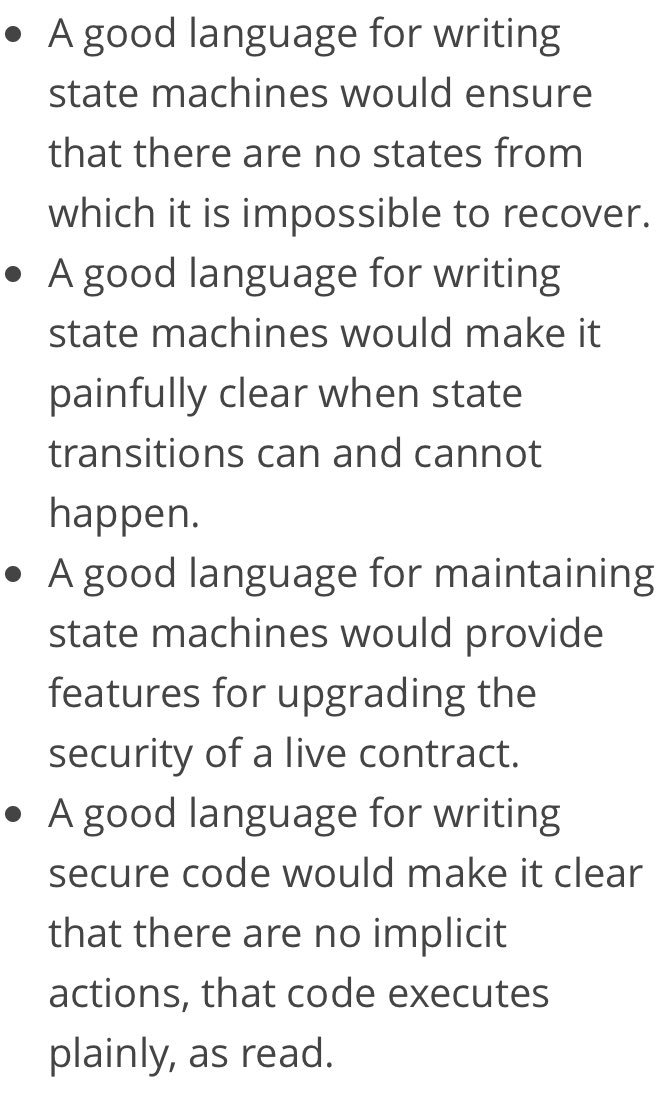 • A good language for writing
state machines would ensure
that there are no states from
which it is impossible to recover.
• A good language for writing
state machines would make it
painfully clear when state
transitions can and cannot
happen.
• A good language for maintaining
state machines would provide
features for upgrading the
security of a live contract.
• A good language for writing
secure code would make it clear
that there are no implicit
actions, that code executes
plainly, as read.